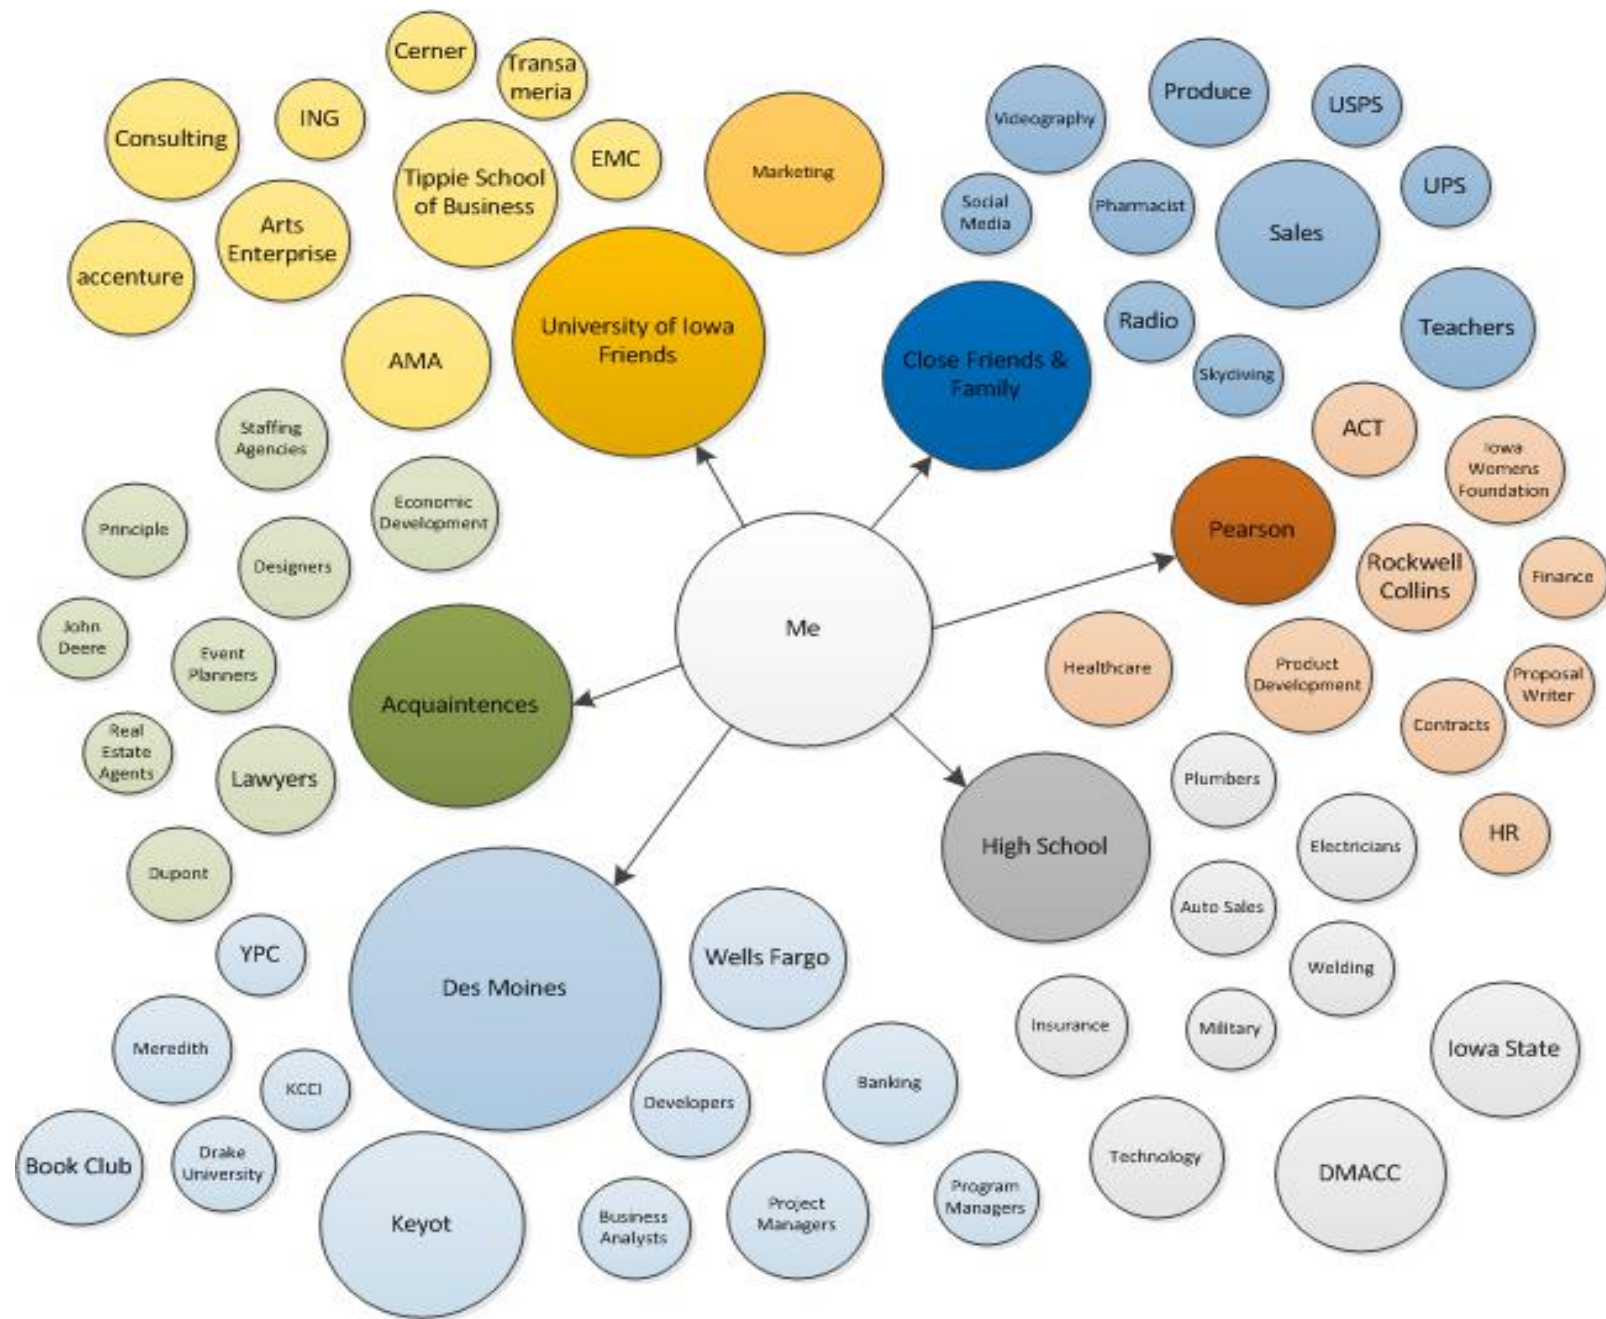 Cerner
Transa
meria
ING
Consulting
EMC
Tippie School
of Business
Arts
Enterprise
accenture
AMA
University of Iowa
Friends
Marketing
Videography
Produce
USPS
Social
Media
Pharmacist
UPS
Sales
Radio
Teachers
Skydiving
Close Friends &
Family
ACT
Iowa
Womens
Foundation
Pearson
Rockwell
Collins
Finance
Healthcare
Product
Development
Proposal
Writer
Contracts
HR
Me
Staffing
Agencies
Economic
Development
Principle
Designers
John
Deere
Event
Planners
Acquaintences
Real
Estate
Agents
Lawyers
Dupont
High School
Plumbers
Electricians
Auto Sales
Welding
Insurance
Military
Iowa State
Technology
DMACC
YPC
Des Moines
Wells Fargo
Meredith
KCCI
Developers
Banking
Book Club
Drake
University
Keyot
Business
Analysts
Project
Managers
Program
Managers